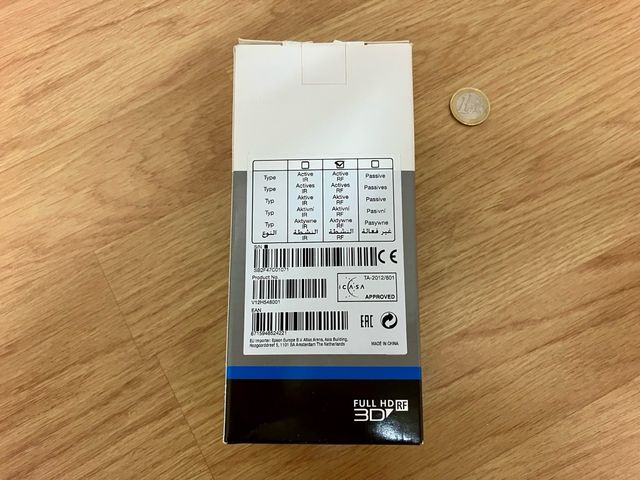 Active IR Active RF
Type Passive
Type Actives IR Actives RF Passives
Typ Aktive IR Aktive RF Passive
Typ Aktivní IR Aktivní RF Pasivní
Typ Aktywne IR Aktywne RF Pasywne
النوع النشطة IR النشطة RF غير فعالة
S/N
CE
Product No.
TA-2012/801
ICASA
APPROVED
V12H548001
EAN
EAC
EU Importer: Epson Europe B.V. Atlas Arena, Asia Building,
Hoogoorddreef 5, 1101 BA Amsterdam The Netherlands
MADE IN CHINA
FULL HD
3D RF